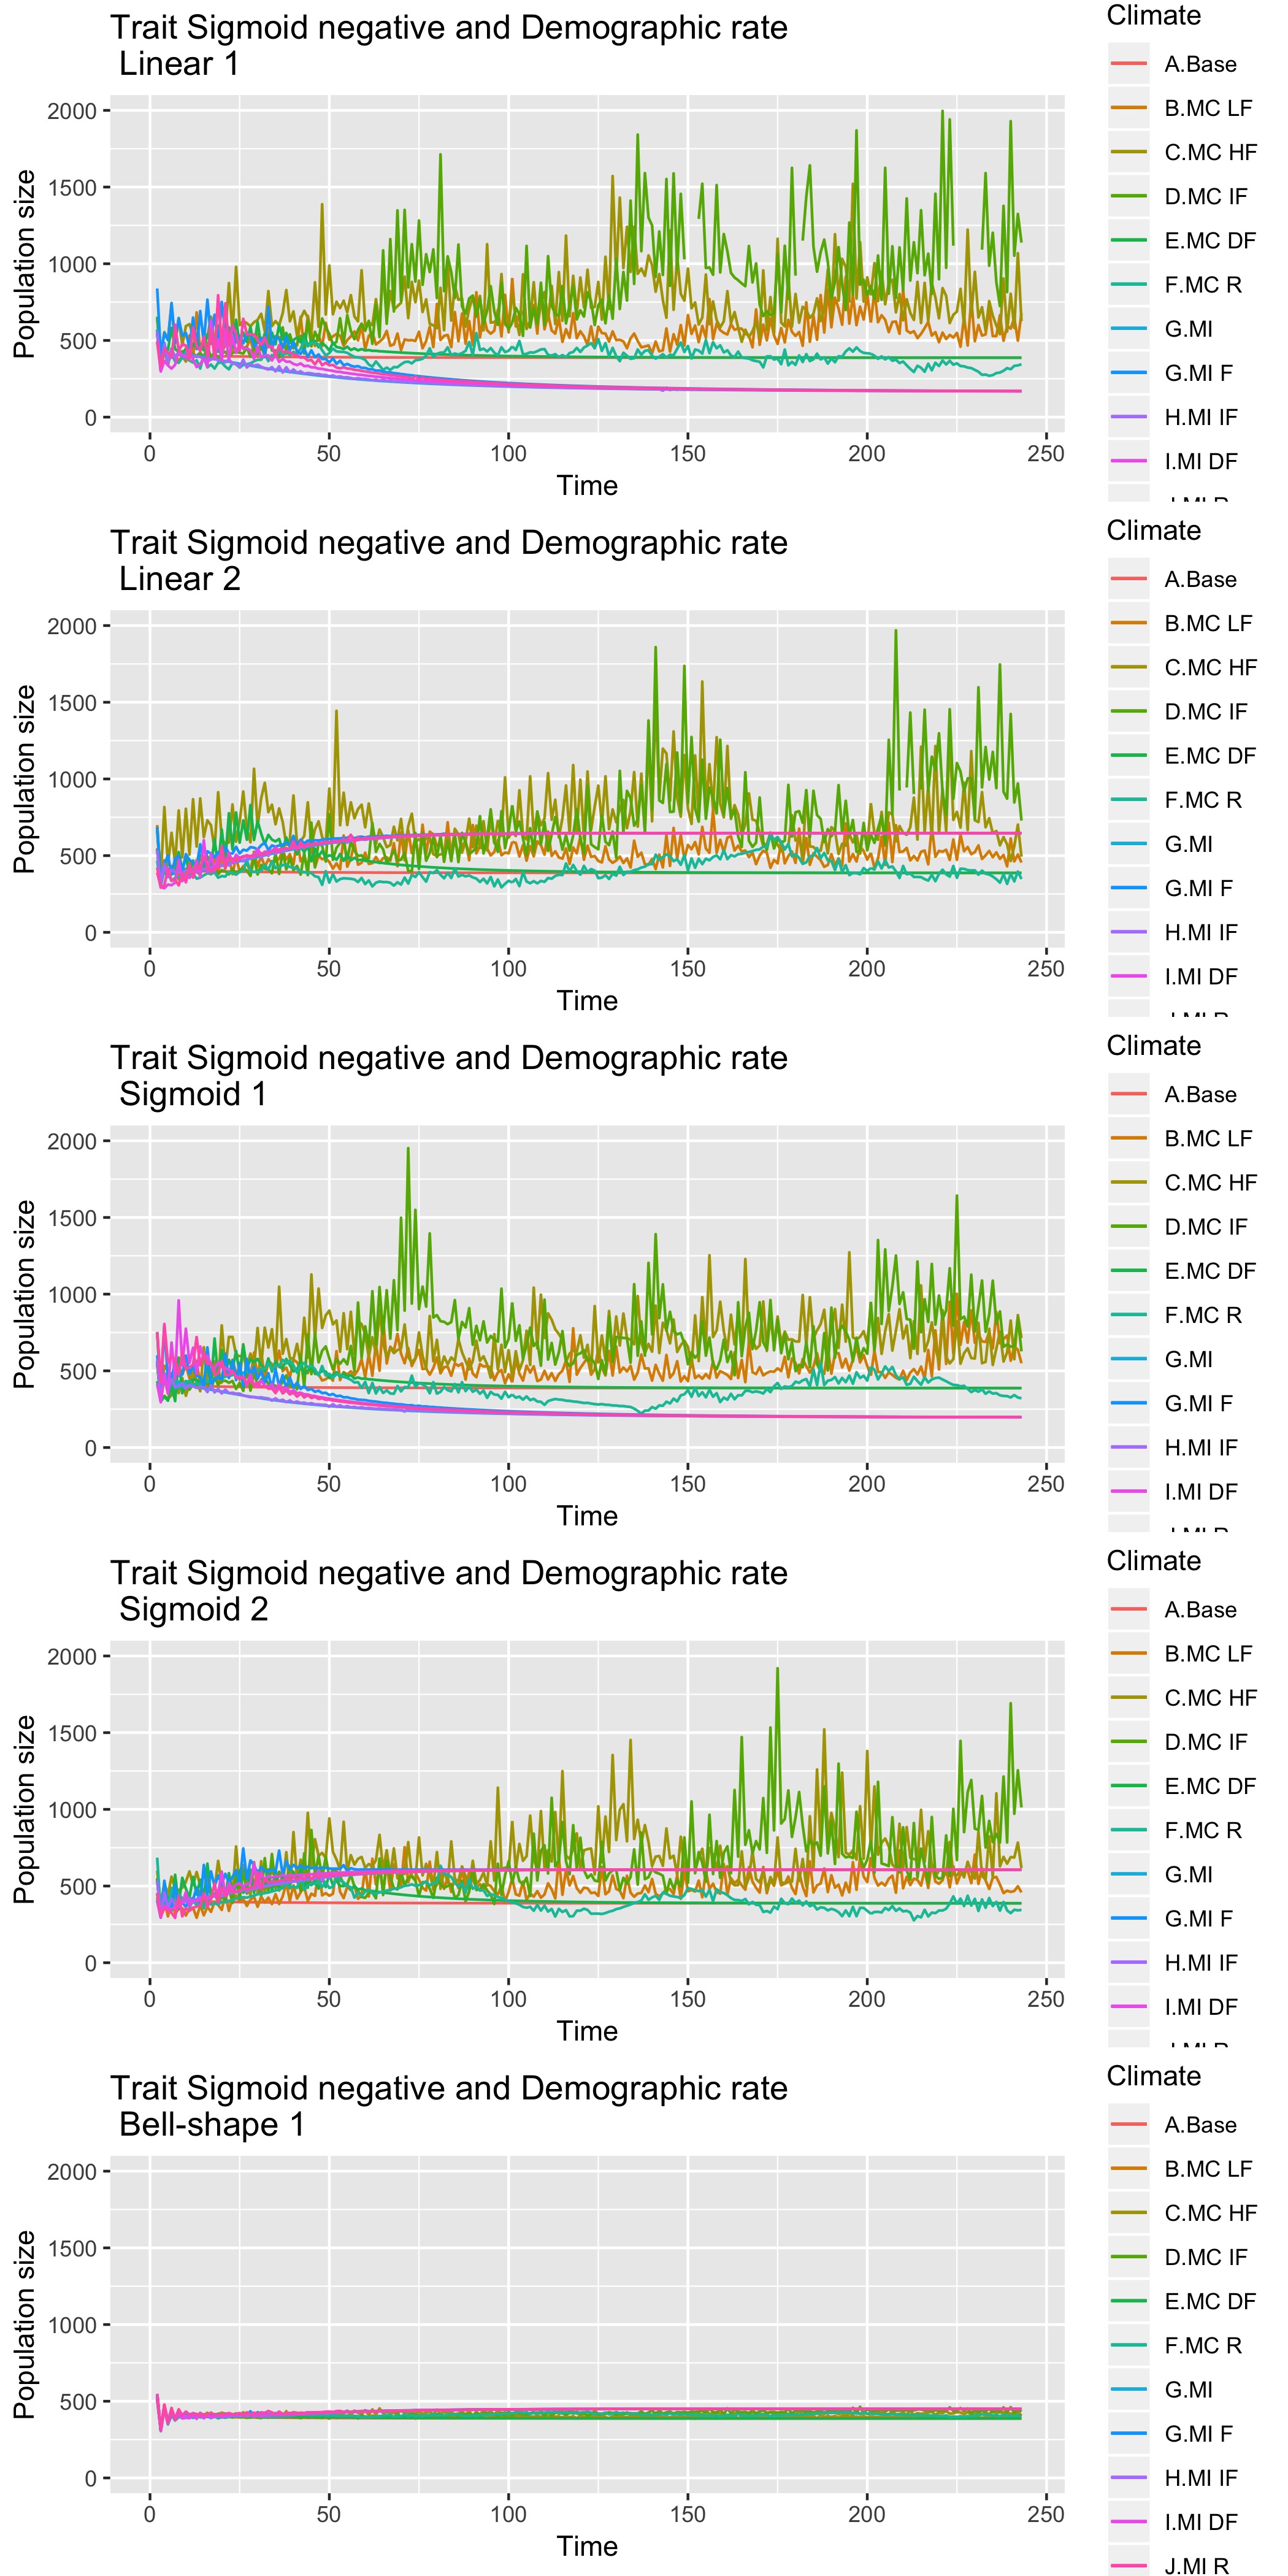 Trait Sigmoid negative and Demographic rate
Linear 1
Population size
2000
1500
1000
500
0
0 50 100 150 200 250
Time
Climate
A.Base
B.MC LF
C.MC HF
D.MC IF
E.MC DF
F.MC R
G.MI
G.MI F
H.MI IF
I.MI DF
Trait Sigmoid negative and Demographic rate
Linear 2
Population size
2000
1500
1000
500
0
0 50 100 150 200 250
Time
Climate
A.Base
B.MC LF
C.MC HF
D.MC IF
E.MC DF
F.MC R
G.MI
G.MI F
H.MI IF
I.MI DF
Trait Sigmoid negative and Demographic rate
Sigmoid 1
Population size
2000
1500
1000
500
0
0 50 100 150 200 250
Time
Climate
A.Base
B.MC LF
C.MC HF
D.MC IF
E.MC DF
F.MC R
G.MI
G.MI F
H.MI IF
I.MI DF
Trait Sigmoid negative and Demographic rate
Sigmoid 2
Population size
2000
1500
1000
500
0
0 50 100 150 200 250
Time
Climate
A.Base
B.MC LF
C.MC HF
D.MC IF
E.MC DF
F.MC R
G.MI
G.MI F
H.MI IF
I.MI DF
Trait Sigmoid negative and Demographic rate
Bell-shape 1
Population size
2000
1500
1000
500
0
0 50 100 150 200 250
Time
Climate
A.Base
B.MC LF
C.MC HF
D.MC IF
E.MC DF
F.MC R
G.MI
G.MI F
H.MI IF
I.MI DF
J.MI R